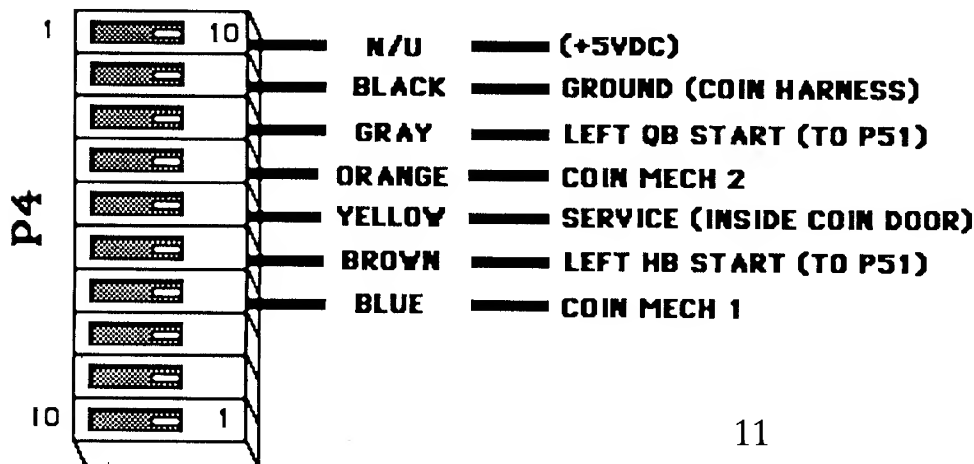 1 10 N/U (+5VDC)
BLACK GROUND (COIN HARNESS)
GRAY LEFT QB START (TO P51)
ORANGE COIN MECH 2
P4
YELLOW SERVICE (INSIDE COIN DOOR)
BROWN LEFT HB START (TO P51)
BLUE COIN MECH 1
10 1
11